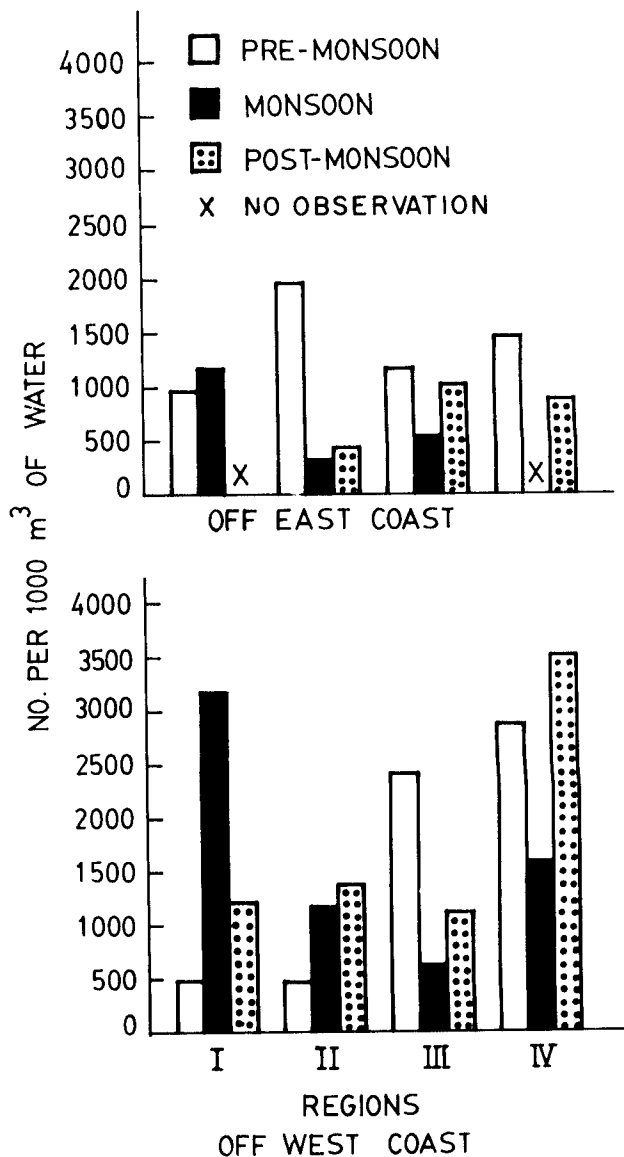 4000
3500
3000
2500
2000
1500
1000
500
0
PRE-MONSOON
MONSOON
POST-MONSOON
X NO OBSERVATION
X
X
OFF EAST COAST
NO. PER 1000 m³ OF WATER
4000
3500
3000
2500
2000
1500
1000
500
0
I II III IV
REGIONS
OFF WEST COAST